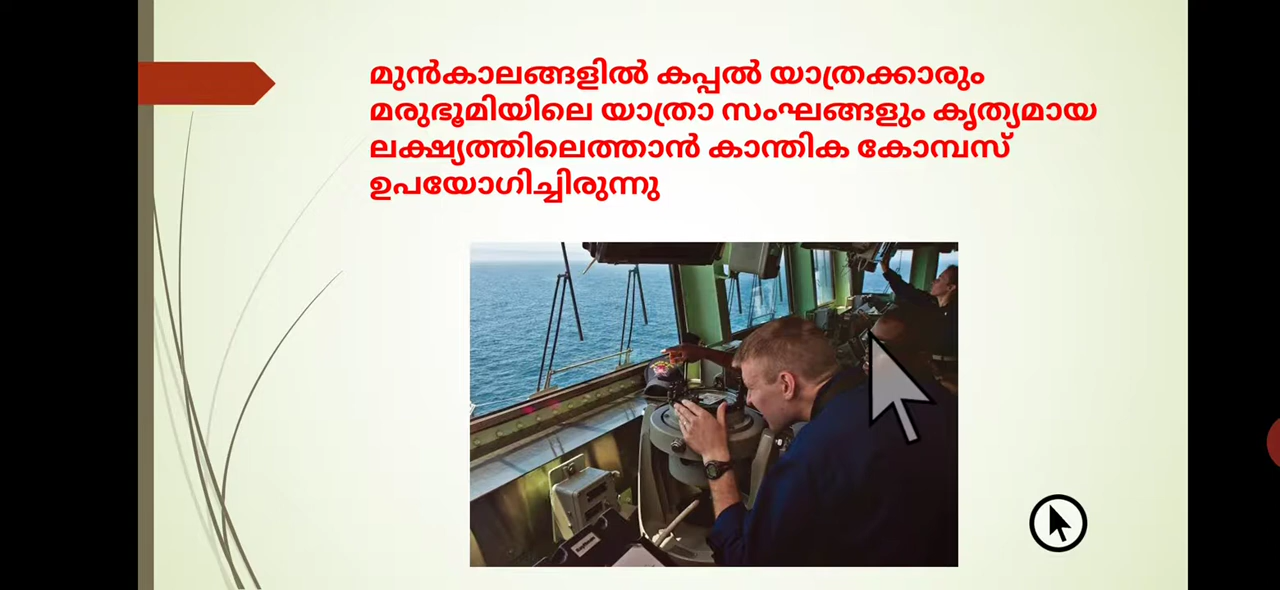 മുൻകാലങ്ങളിൽ കപ്പൽ യാത്രക്കാരും
മരുഭൂമിയിലെ യാത്രാ സംഘങ്ങളും കൃത്യമായ
ലക്ഷ്യത്തിലെത്താൻ കാന്തിക കോമ്പസ്
ഉപയോഗിച്ചിരുന്നു